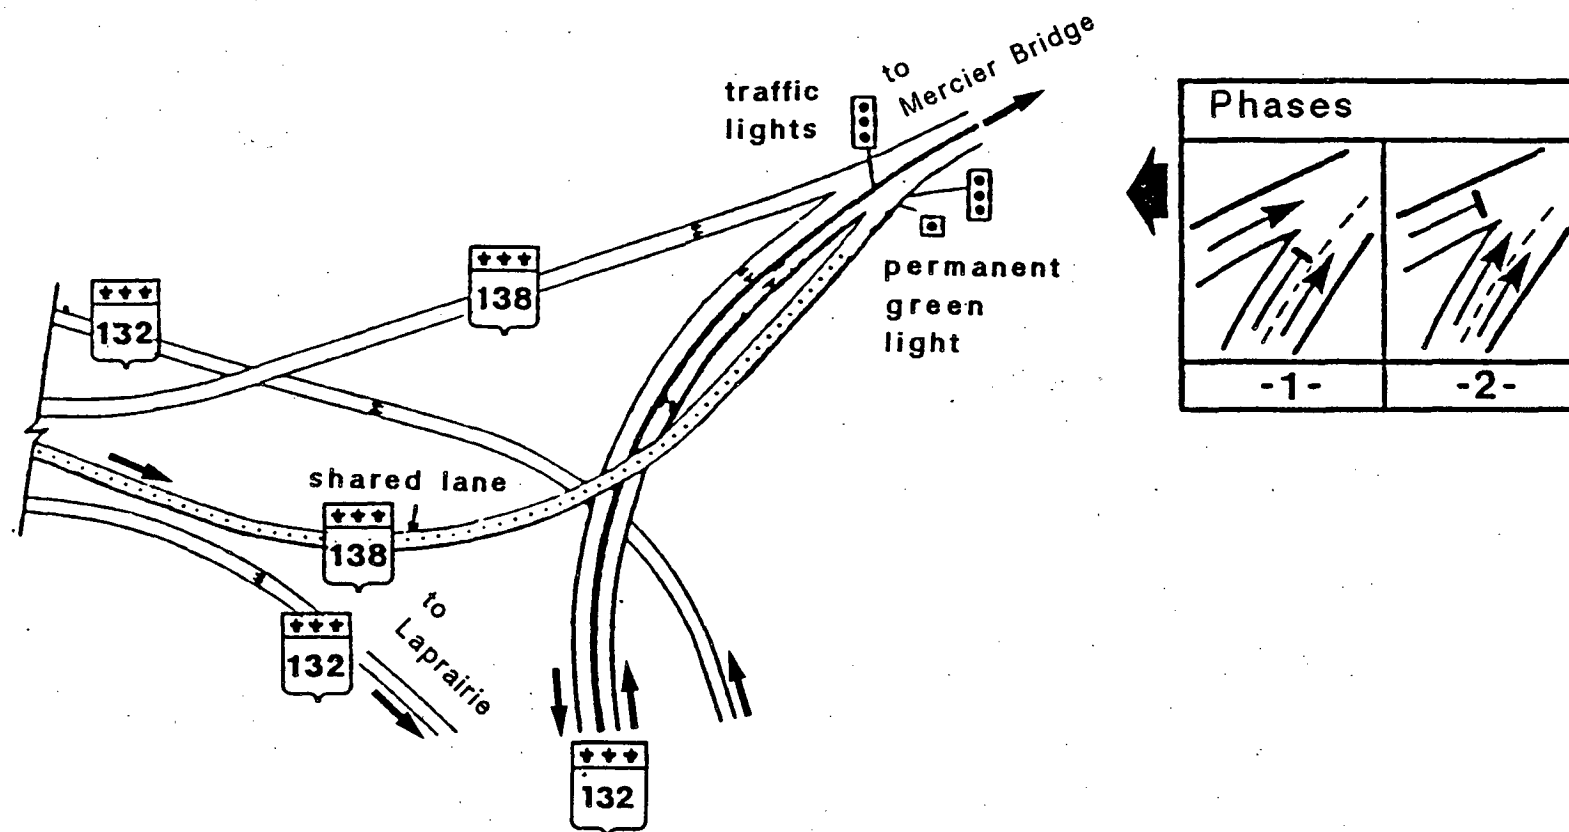 to
Mercier Bridge
traffic
lights
Phases
138
132
permanent
green
light
-1-
-2-
shared lane
138
to
Laprairie
132
132